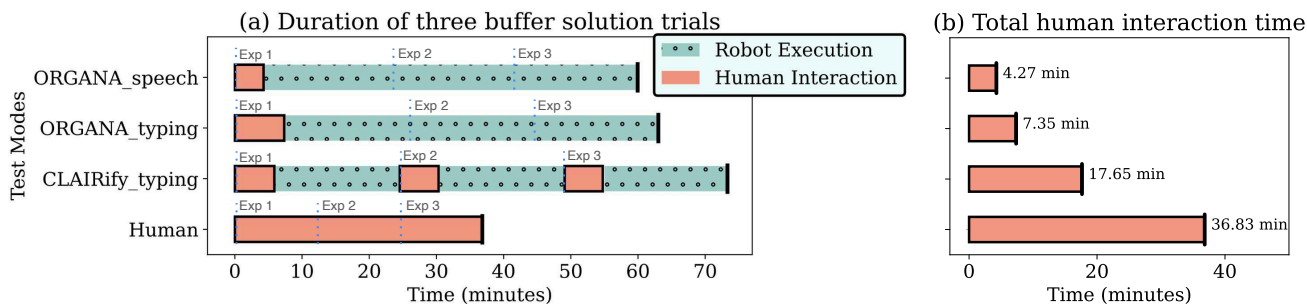 (a) Duration of three buffer solution trials
(b) Total human interaction time
Robot Execution
Human Interaction
Test Modes
ORGANA_speech
Exp 1
Exp 2
Exp 3
ORGANA_typing
Exp 1
Exp 2
Exp 3
CLAIRify_typing
Exp 1
Exp 2
Exp 3
Human
Exp 1
Exp 2
Exp 3
0 10 20 30 40 50 60 70
Time (minutes)
4.27 min
7.35 min
17.65 min
36.83 min
0 20 40
Time (minutes)